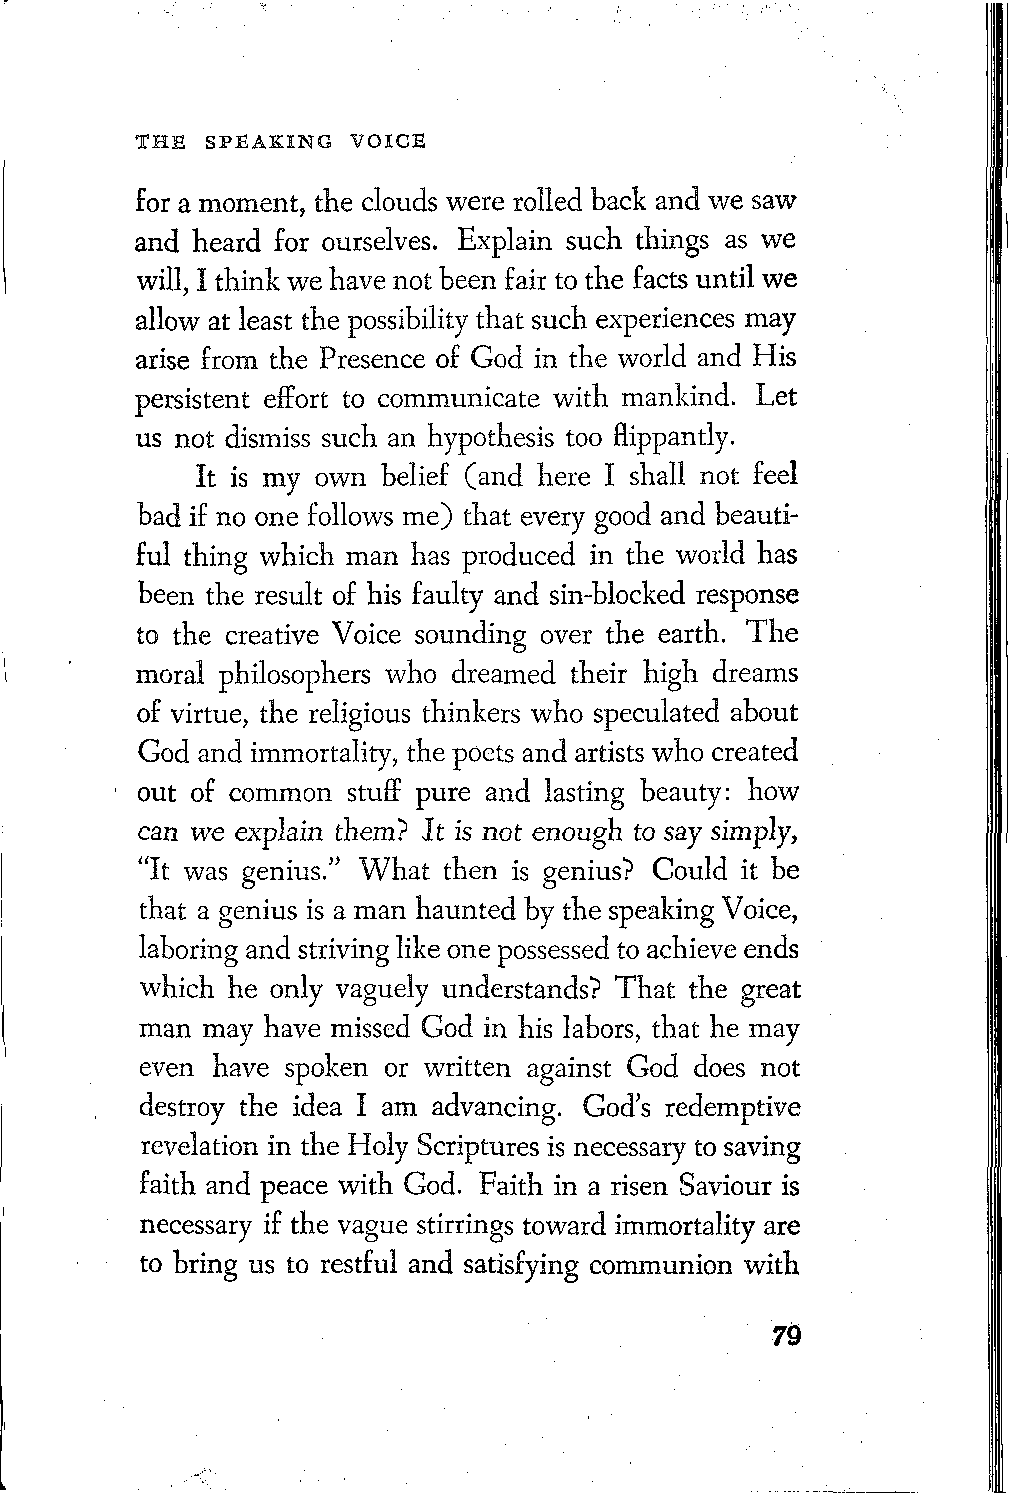 THE SPEAKING VOICE
for a moment, the clouds were rolled back and we saw
and heard for ourselves. Explain such things as we
will, I think we have not been fair to the facts until we
allow at least the possibility that such experiences may
arise from the Presence of God in the world and His
persistent effort to communicate with mankind. Let
us not dismiss such an hypothesis too flippantly.
It is my own belief (and here I shall not feel
bad if no one follows me) that every good and beauti-
ful thing which man has produced in the world has
been the result of his faulty and sin-blocked response
to the creative Voice sounding over the earth. The
moral philosophers who dreamed their high dreams
of virtue, the religious thinkers who speculated about
God and immortality, the poets and artists who created
out of common stuff pure and lasting beauty: how
can we explain them? It is not enough to say simply,
“It was genius.” What then is genius? Could it be
that a genius is a man haunted by the speaking Voice,
laboring and striving like one possessed to achieve ends
which he only vaguely understands? That the great
man may have missed God in his labors, that he may
even have spoken or written against God does not
destroy the idea I am advancing. God’s redemptive
revelation in the Holy Scriptures is necessary to saving
faith and peace with God. Faith in a risen Saviour is
necessary if the vague stirrings toward immortality are
to bring us to restful and satisfying communion with
79